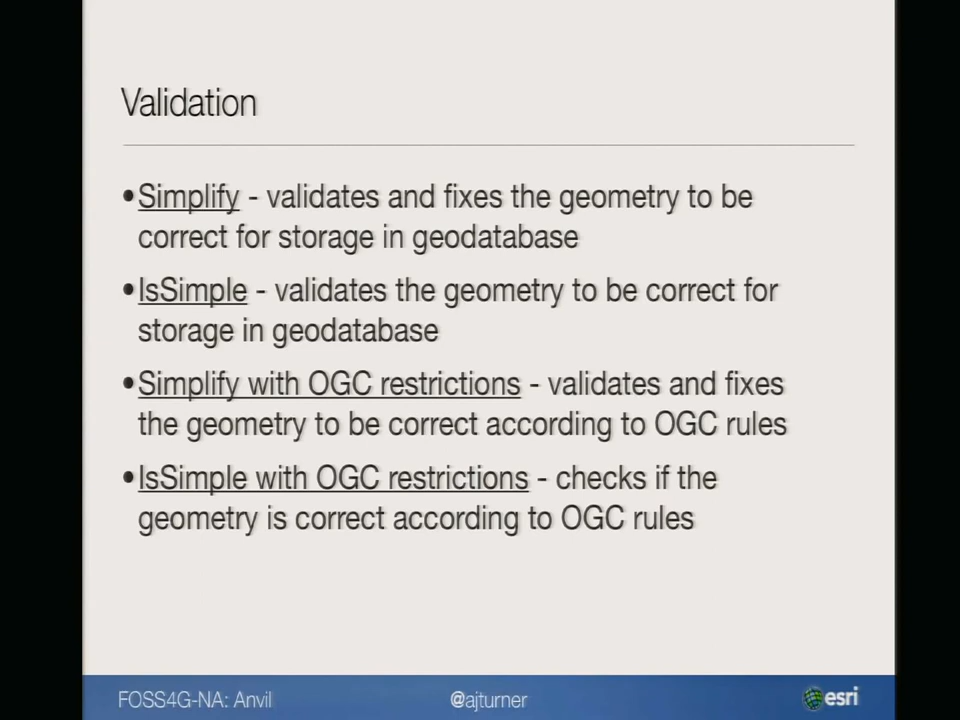 Validation
•Simplify - validates and fixes the geometry to be
correct for storage in geodatabase
•IsSimple - validates the geometry to be correct for
storage in geodatabase
•Simplify with OGC restrictions - validates and fixes
the geometry to be correct according to OGC rules
•IsSimple with OGC restrictions - checks if the
geometry is correct according to OGC rules
FOSS4G-NA: Anvil
@ajturner
esri